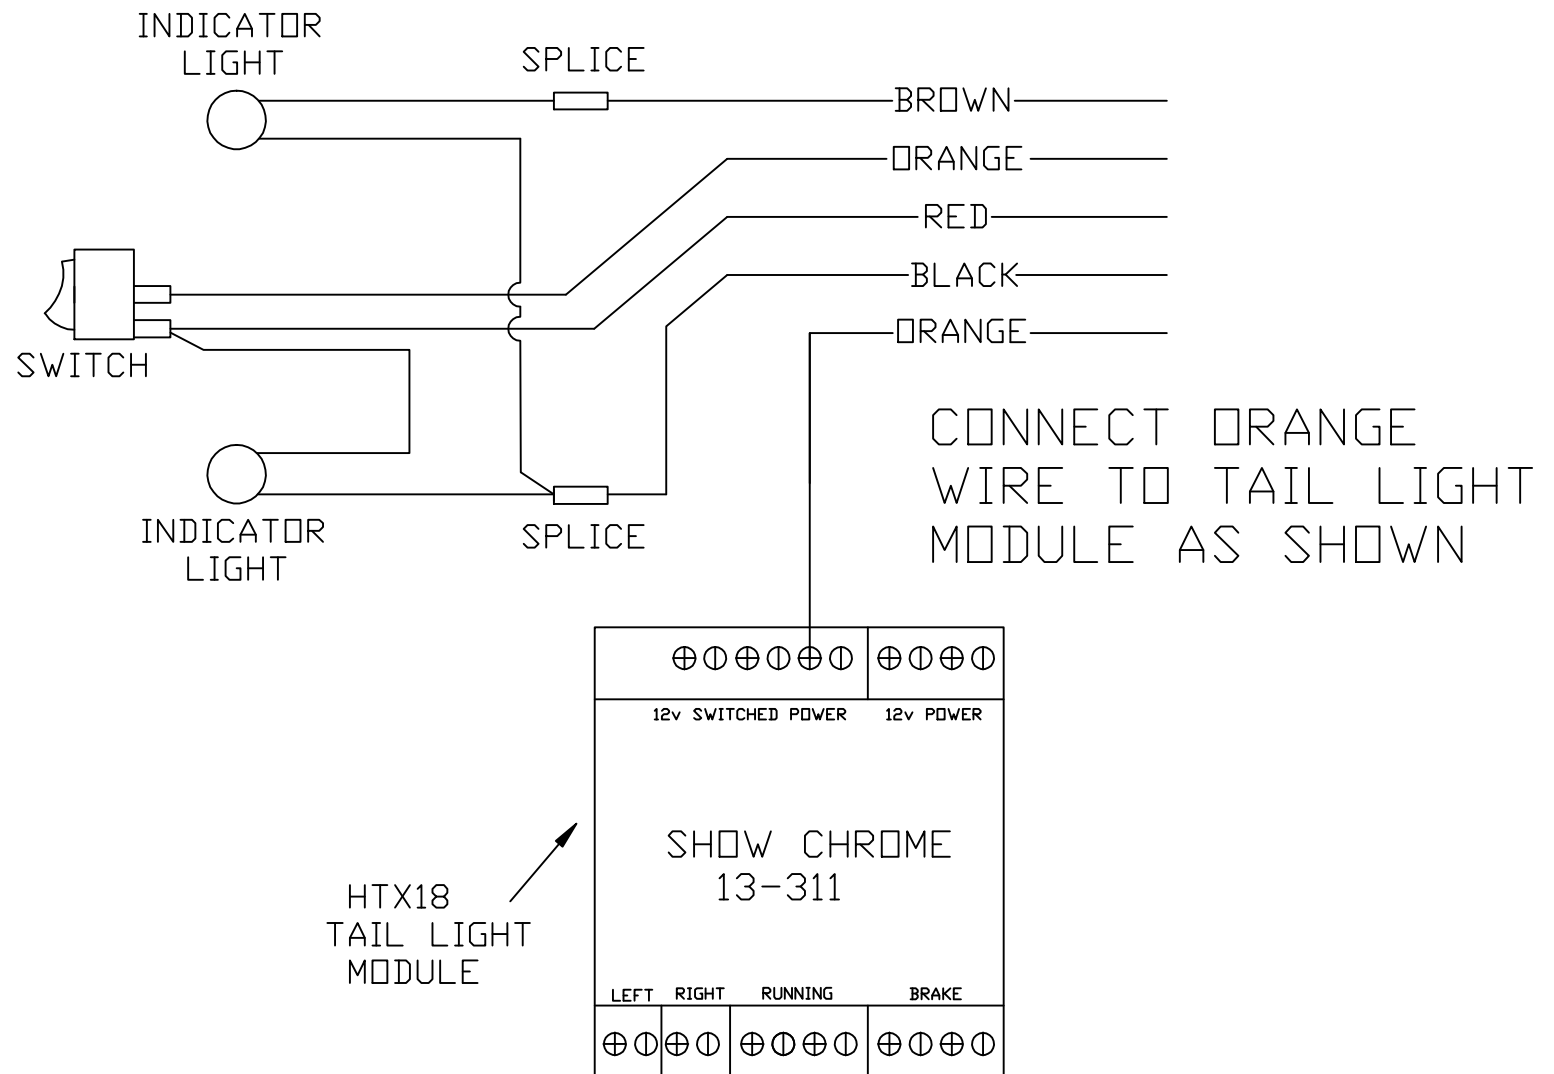 INDICATOR
LIGHT
SPLICE
BROWN
ORANGE
RED
BLACK
ORANGE
SWITCH
INDICATOR
LIGHT
SPLICE
CONNECT ORANGE
WIRE TO TAIL LIGHT
MODULE AS SHOWN
12v SWITCHED POWER
12v POWER
SHOW CHROME
13-311
HTX18
TAIL LIGHT
MODULE
LEFT
RIGHT
RUNNING
BRAKE